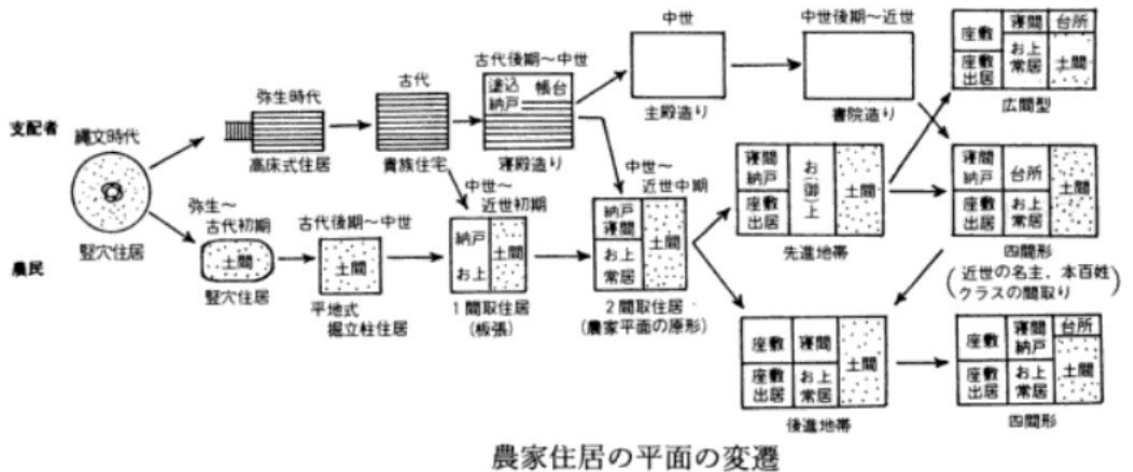 支配者
農民
縄文時代
竪穴住居
弥生時代
高床式住居
古代
貴族住宅
古代後期～中世
塗込 帳台
納戸
寝殿造り
中世
主殿造り
中世後期～近世
書院造り
座敷 寝間 台所
座敷 お上 土間
出居 常居
広間型
弥生～
古代初期
土間
竪穴住居
古代後期～中世
土間
平地式
掘立柱住居
中世～
近世初期
納戸 土間
お上
1間取住居
(板張)
中世～
近世中期
納戸
寝間 土間
お上
常居
2間取住居
(農家平面の原形)
寝間 お(御)上 土間
納戸
座敷
出居
先進地帯
寝間 台所 土間
納戸
座敷 お上
出居 常居
四間形
(近世の名主、本百姓
クラスの間取り)
座敷 寝間 土間
座敷 お上
出居 常居
後進地帯
座敷 寝間 台所
納戸
座敷 お上 土間
出居 常居
四間形
農家住居の平面の変遷